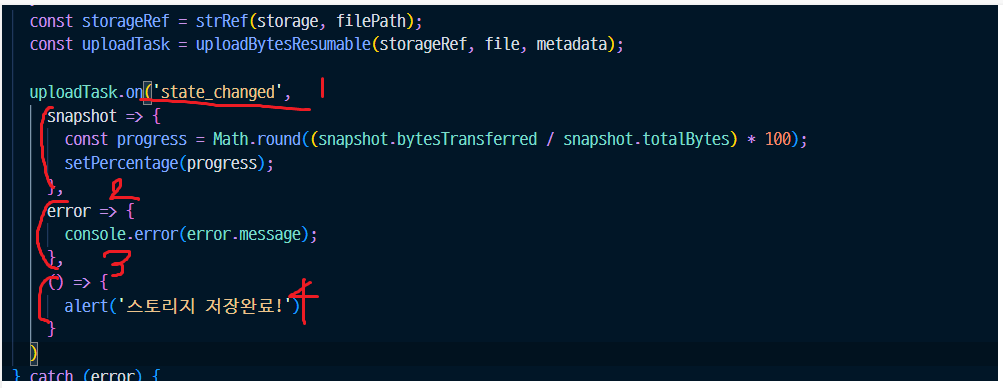 const storageRef = strRef(storage, filePath);
const uploadTask = uploadBytesResumable(storageRef, file, metadata);
uploadTask.on('state_changed', 1
snapshot => {
const progress = Math.round((snapshot.bytesTransferred / snapshot.totalBytes) * 100);
setPercentage(progress);
}, 2
error => {
console.error(error.message);
}, 3
() => {
alert('스토리지 저장완료!') 4
}
)
} catch (error) {